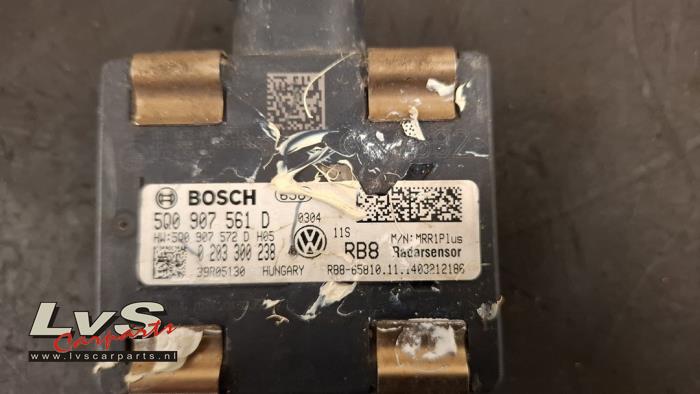 BOSCH 658
5Q0 907 561 D 0304
HW:5Q0 907 572 D H05 11S M/N:MRR1Plus
0 203 300 238 RB8 Radarsensor
39R05130 HUNGARY RB8-65810.11.1403212186
LvS
Carparts
www.lvscarparts.nl